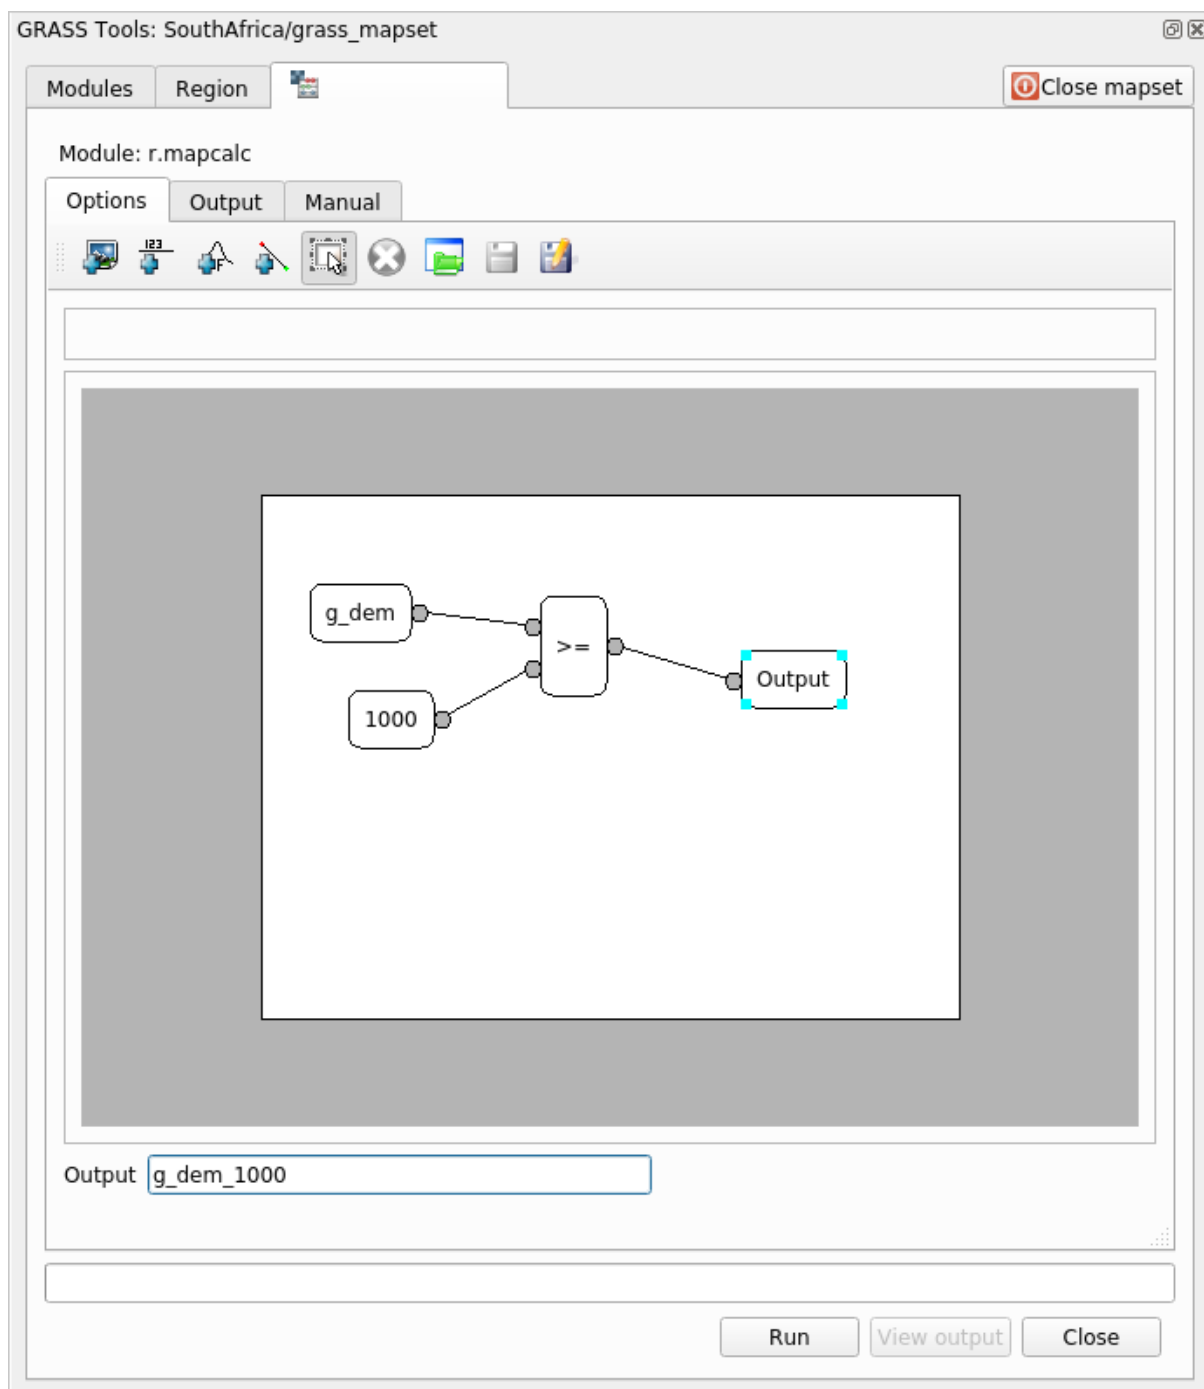 GRASS Tools: SouthAfrica/grass_mapset
Modules Region Close mapset
Module: r.mapcalc
Options Output Manual
123
F
g_dem
>=
Output
1000
Output g_dem_1000
Run View output Close